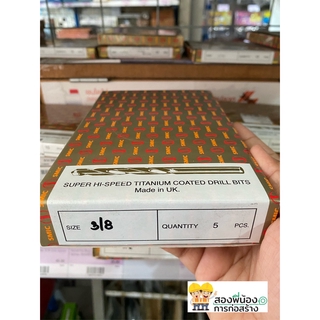 SUPER HI-SPEED TITANIUM COATED DRILL BITS
Made in UK.
SIZE 3/8 QUANTITY 5 PCS.
สองพี่น้อง
การก่อสร้าง